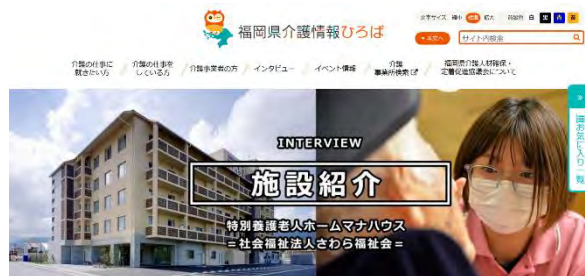 福岡県介護情報ひろば
文字サイズ 縮小 標準 拡大 背景色 白 黒 青 黄
本文へ
サイト内検索
介護の仕事に
就きたい方
介護の仕事を
している方
介護事業者の方
インタビュー
イベント情報
介護
事業所検索
福岡県介護人材確保・
定着促進協議会について
お気に入り一覧
INTERVIEW
施設紹介
特別養護老人ホームマナハウス
=社会福祉法人さわら福祉会=